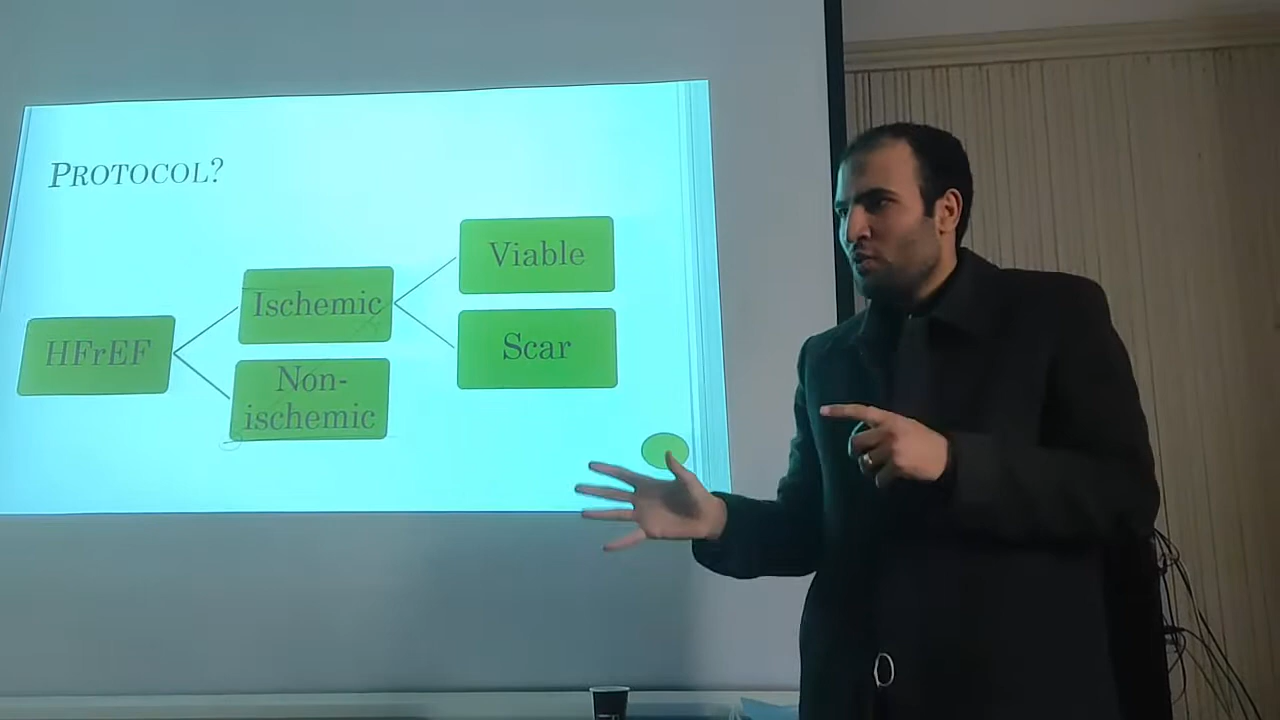 PROTOCOL?
HFrEF
Ischemic
Non-
ischemic
Viable
Scar